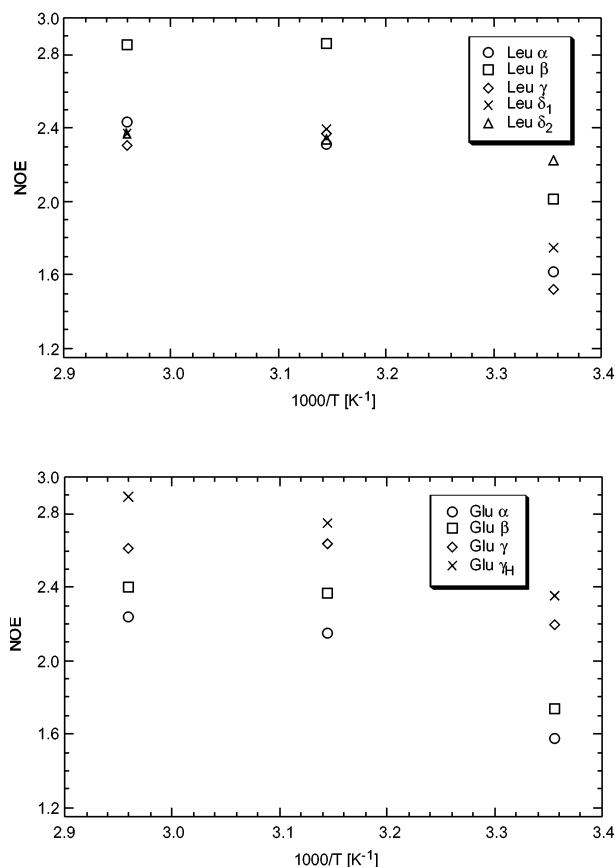 3.0
2.8
2.4
2.0
1.6
1.2
NOE
Leu α
Leu β
Leu γ
Leu δ1
Leu δ2
2.9 3.0 3.1 3.2 3.3 3.4
1000/T [K-1]
3.0
2.8
2.4
2.0
1.6
1.2
NOE
Glu α
Glu β
Glu γ
Glu γH
2.9 3.0 3.1 3.2 3.3 3.4
1000/T [K-1]